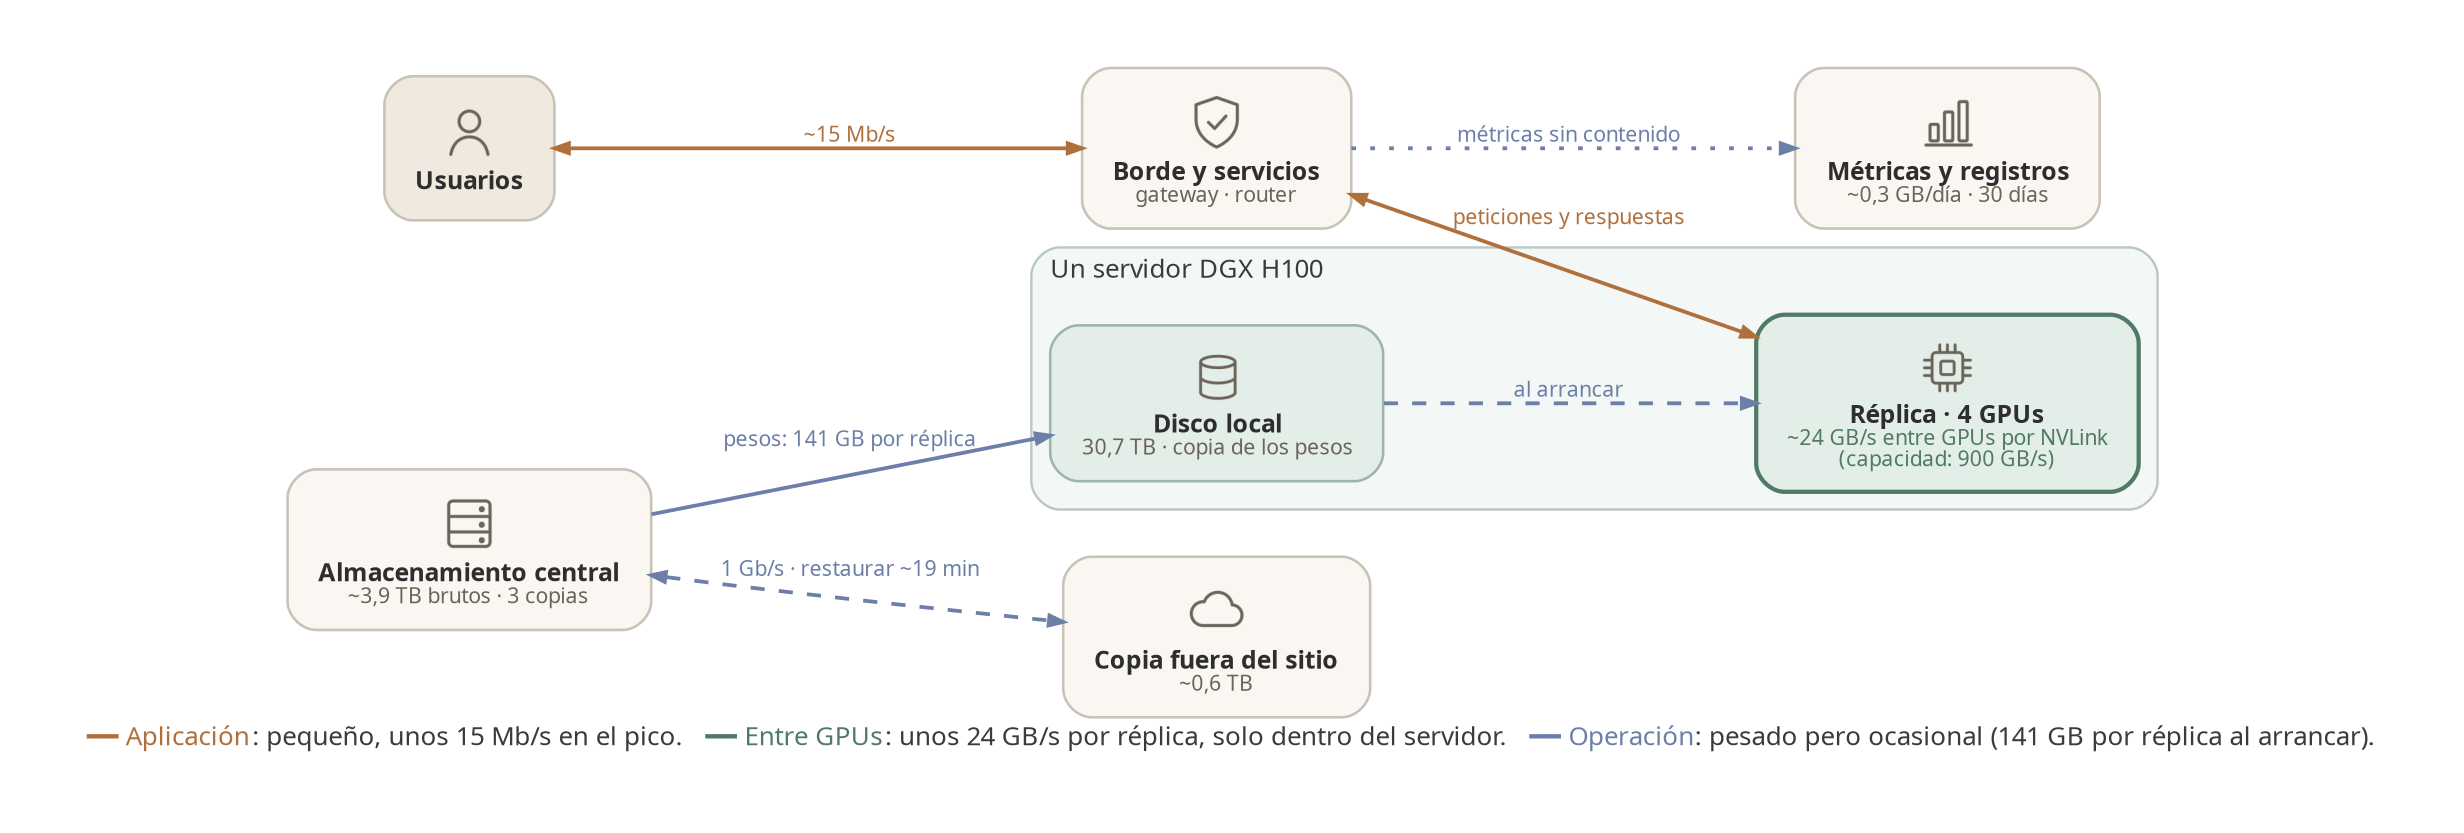 Usuarios
~15 Mb/s
Borde y servicios
gateway · router
métricas sin contenido
Métricas y registros
~0,3 GB/día · 30 días
peticiones y respuestas
Un servidor DGX H100
Disco local
30,7 TB · copia de los pesos
al arrancar
Réplica · 4 GPUs
~24 GB/s entre GPUs por NVLink
(capacidad: 900 GB/s)
pesos: 141 GB por réplica
Almacenamiento central
~3,9 TB brutos · 3 copias
1 Gb/s · restaurar ~19 min
Copia fuera del sitio
~0,6 TB
Aplicación: pequeño, unos 15 Mb/s en el pico. Entre GPUs: unos 24 GB/s por réplica, solo dentro del servidor. Operación: pesado pero ocasional (141 GB por réplica al arrancar).